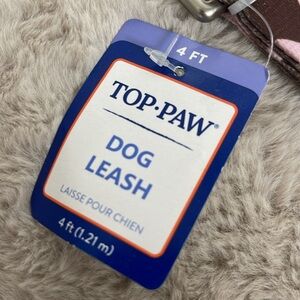 4 FT
TOP·PAW®
DOG
LEASH
LAISSE POUR CHIEN
4 ft (1.21 m)